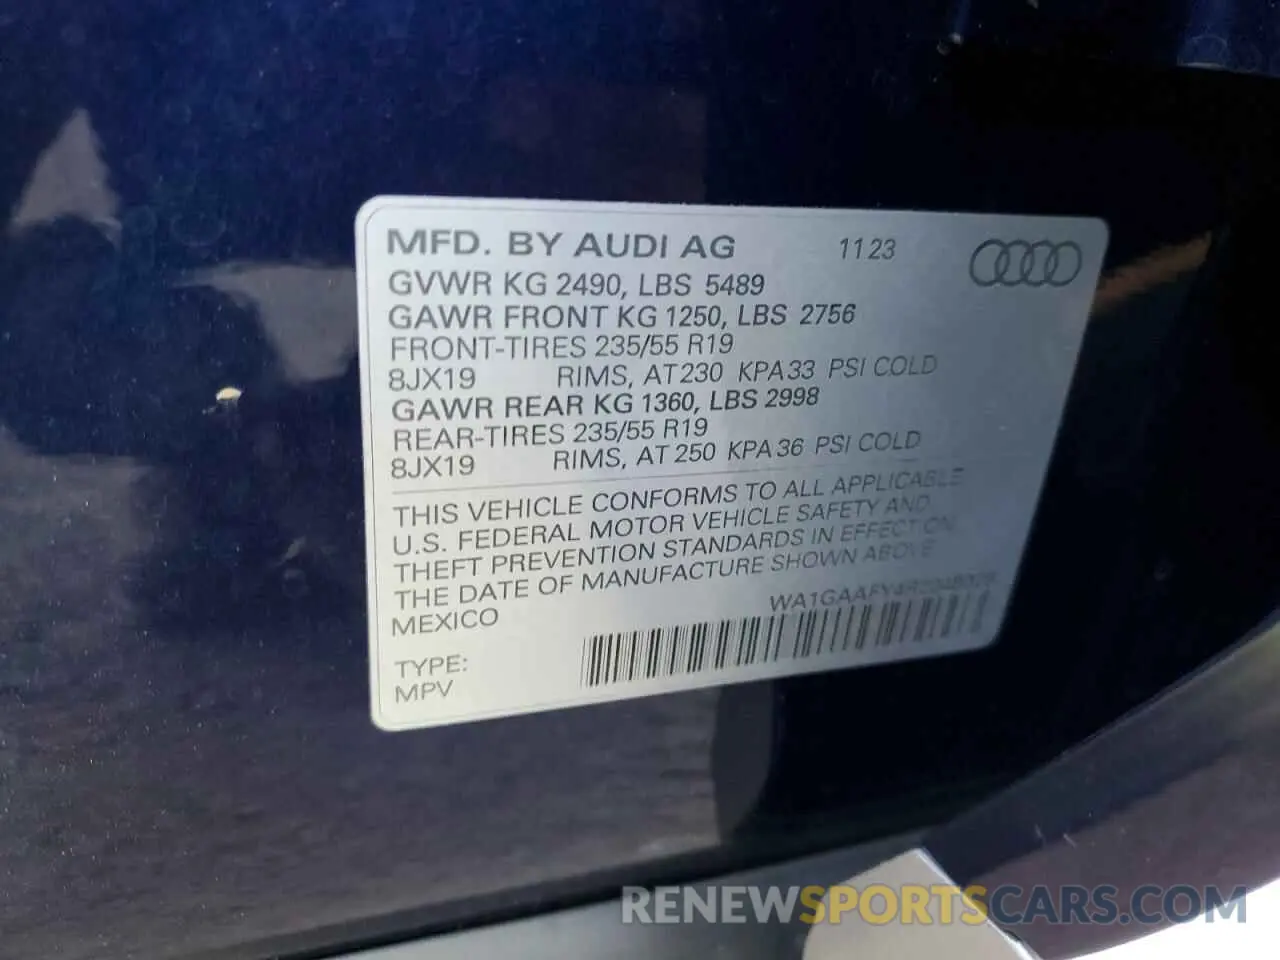 MFD. BY AUDI AG 11 23
GVWR KG 2490, LBS 5489
GAWR FRONT KG 1250, LBS 2756
FRONT-TIRES 235/55 R19
8JX19 RIMS, AT 230 KPA 33 PSI COLD
GAWR REAR KG 1360, LBS 2998
REAR-TIRES 235/55 R19
8JX19 RIMS, AT 250 KPA 36 PSI COLD
THIS VEHICLE CONFORMS TO ALL APPLICABLE
U.S. FEDERAL MOTOR VEHICLE SAFETY AND
THEFT PREVENTION STANDARDS IN EFFECT ON
THE DATE OF MANUFACTURE SHOWN ABOVE
MEXICO
TYPE:
MPV
RENEWSPORTSCARS.COM